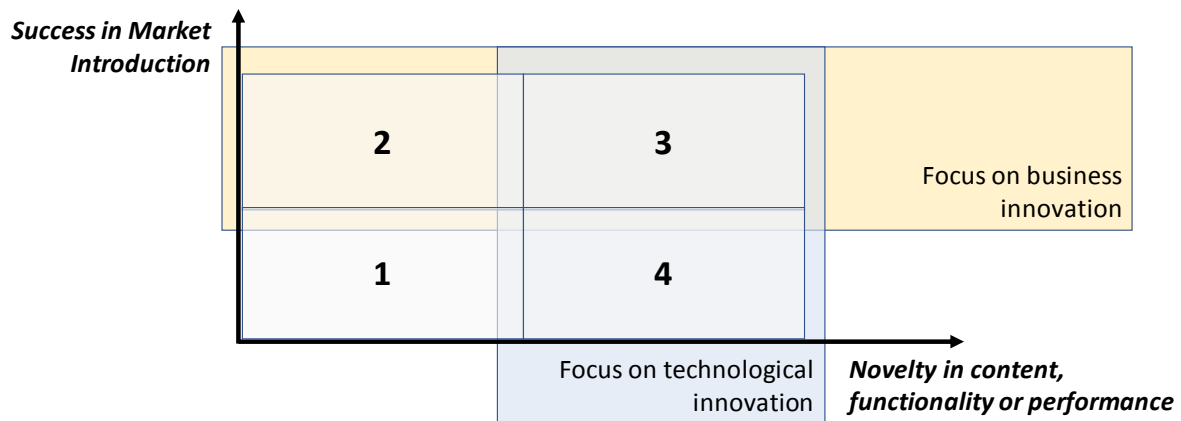 Success in Market
Introduction
2
3
Focus on business
innovation
1
4
Focus on technological
innovation
Novelty in content,
functionality or performance